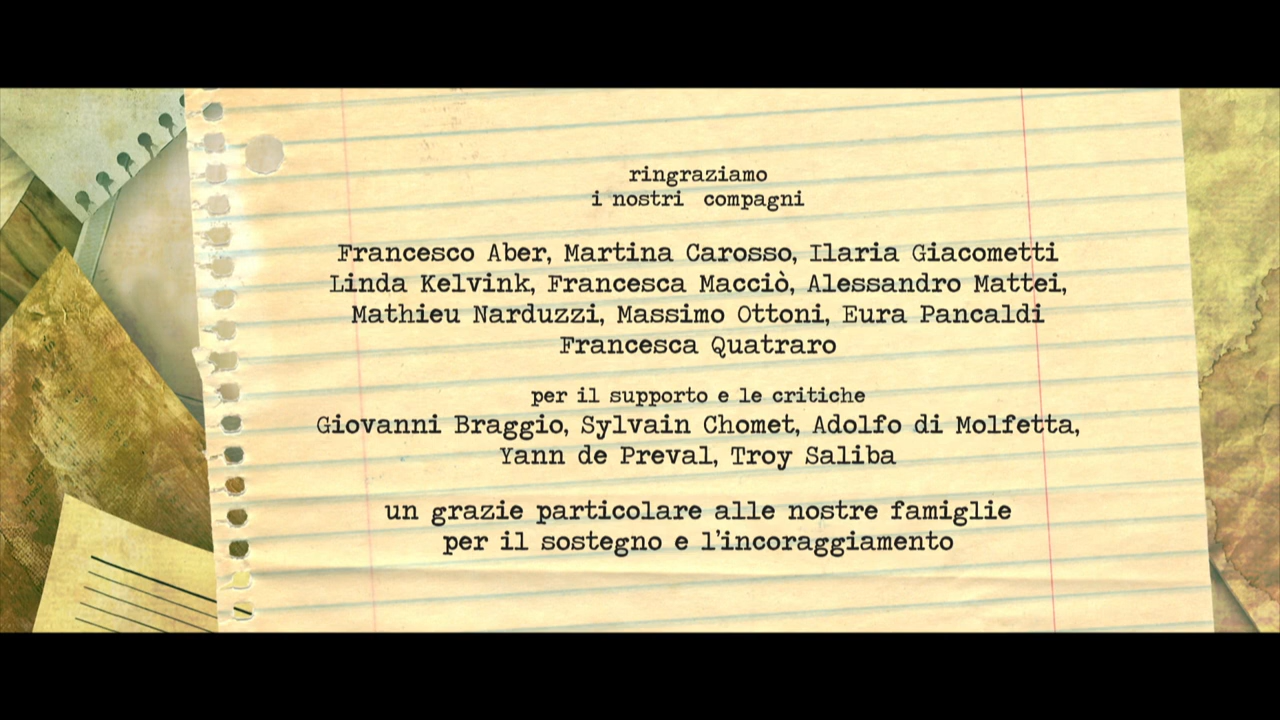 ringraziamo
i nostri compagni
Francesco Aber, Martina Carosso, Ilaria Giacometti
Linda Kelvink, Francesca Macciò, Alessandro Mattei,
Mathieu Narduzzi, Massimo Ottoni, Eura Pancaldi
Francesca Quatraro
per il supporto e le critiche
Giovanni Braggio, Sylvain Chomet, Adolfo di Molfetta,
Yann de Preval, Troy Saliba
un grazie particolare alle nostre famiglie
per il sostegno e l'incoraggiamento